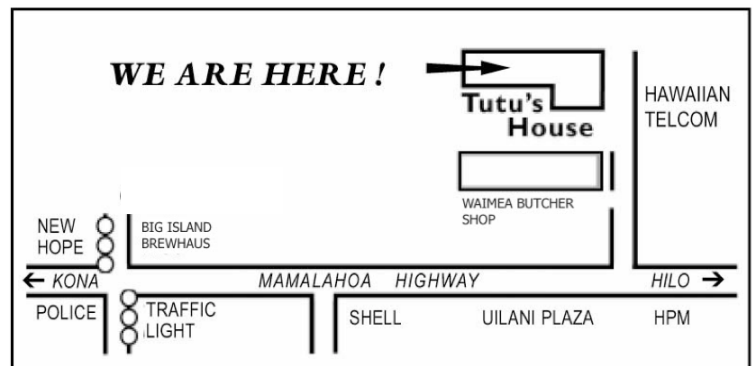 WE ARE HERE !
Tutu's
House
HAWAIIAN
TELCOM
WAIMEA BUTCHER
SHOP
NEW
HOPE
BIG ISLAND
BREWHAUS
← KONA
MAMALAHOA HIGHWAY
HILO →
POLICE
TRAFFIC
LIGHT
SHELL
UILANI PLAZA
HPM